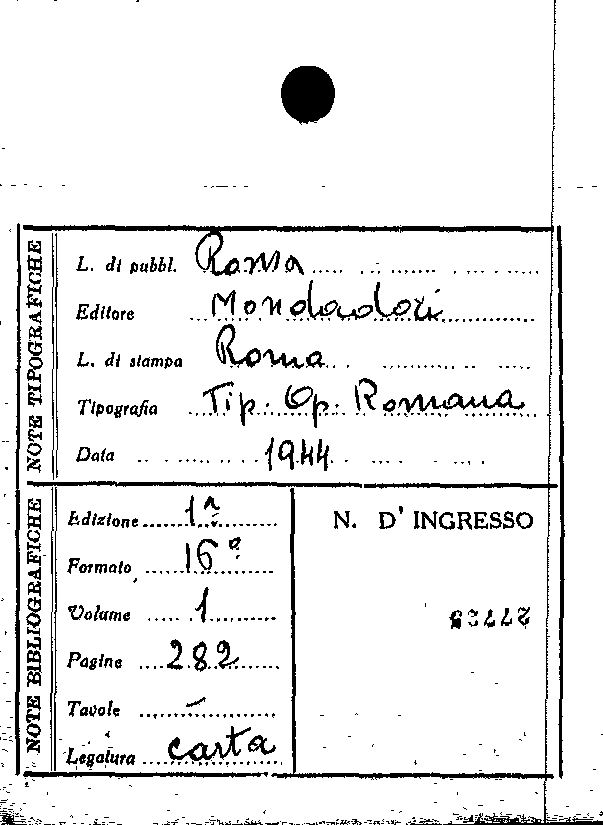 NOTE TIPOGRAFICHE
L. di pubbl. Roma
Editore Mondadori
L. di stampa Roma
Tipografia Tip. Op. Romana
Data 1944
NOTE BIBLIOGRAFICHE
Edizione 1ª
Formato 16°
Volume 1
Pagine 282
Tavole –
Legatura carta
N. D'INGRESSO